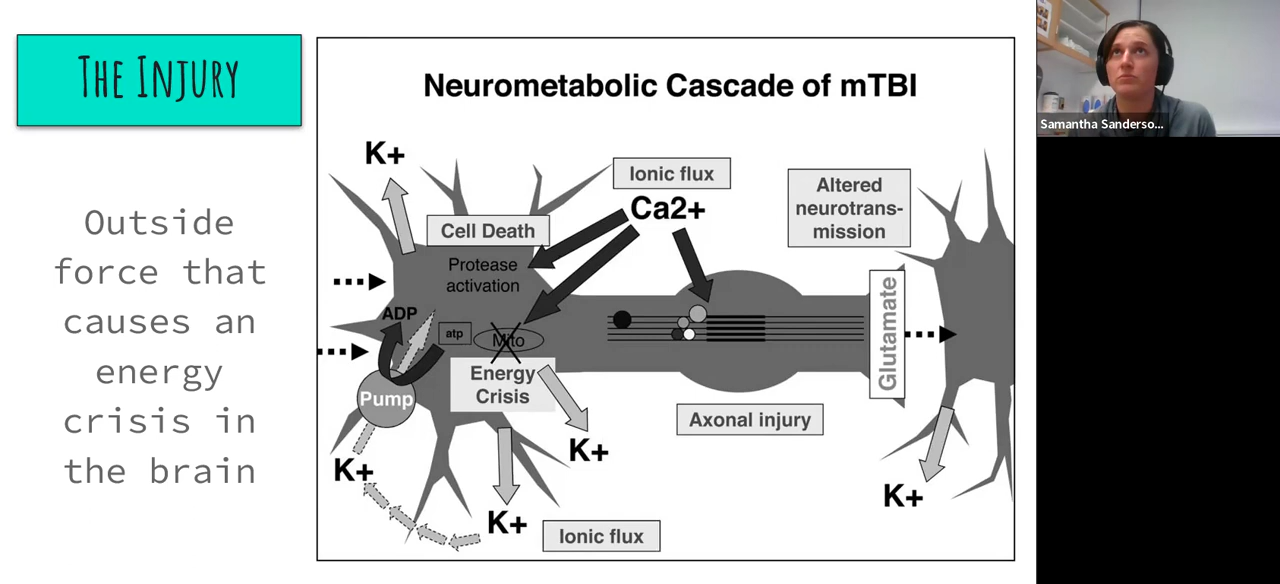 The Injury
Outside
force that
causes an
energy
crisis in
the brain
Neurometabolic Cascade of mTBI
K+
Ionic flux
Ca2+
Altered
neurotrans-
mission
Cell Death
Protease
activation
ADP
atp
Mito
Energy
Crisis
Pump
Glutamate
Axonal injury
K+
K+
K+
K+
Ionic flux
Samantha Sanderso...